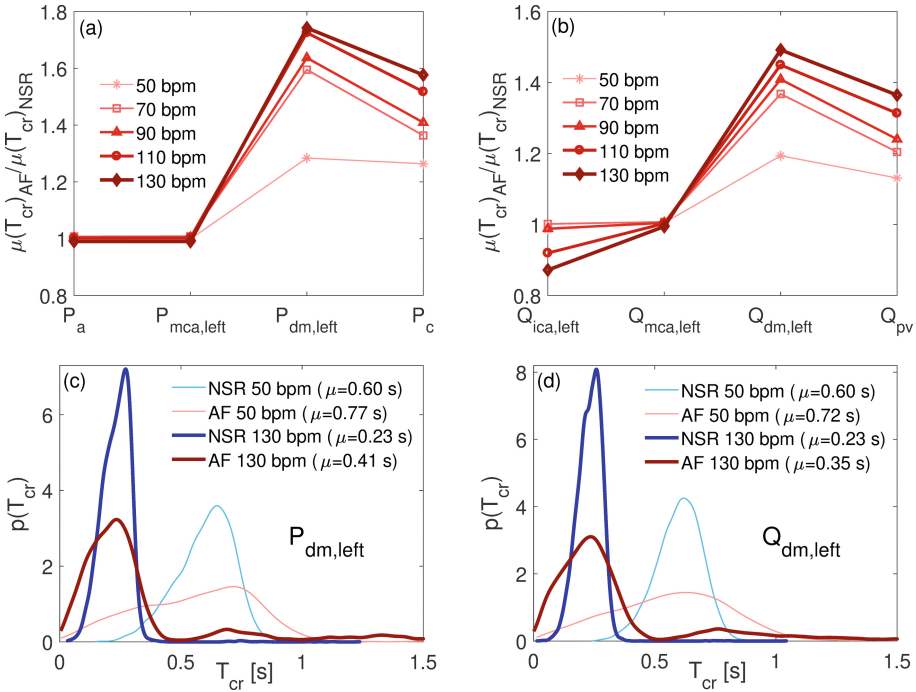 (a)
μ(T_cr)_AF/μ(T_cr)_NSR
1.8
1.6
1.4
1.2
1
0.8
50 bpm
70 bpm
90 bpm
110 bpm
130 bpm
P_a
P_mca,left
P_dm,left
P_c
(b)
μ(T_cr)_AF/μ(T_cr)_NSR
1.6
1.4
1.2
1
0.8
50 bpm
70 bpm
90 bpm
110 bpm
130 bpm
Q_ica,left
Q_mca,left
Q_dm,left
Q_pv
(c)
p(T_cr)
6
4
2
0
NSR 50 bpm (μ=0.60 s)
AF 50 bpm (μ=0.77 s)
NSR 130 bpm (μ=0.23 s)
AF 130 bpm (μ=0.41 s)
P_dm,left
0
0.5
1
1.5
T_cr [s]
(d)
p(T_cr)
8
6
4
2
0
NSR 50 bpm (μ=0.60 s)
AF 50 bpm (μ=0.72 s)
NSR 130 bpm (μ=0.23 s)
AF 130 bpm (μ=0.35 s)
Q_dm,left
0
0.5
1
1.5
T_cr [s]